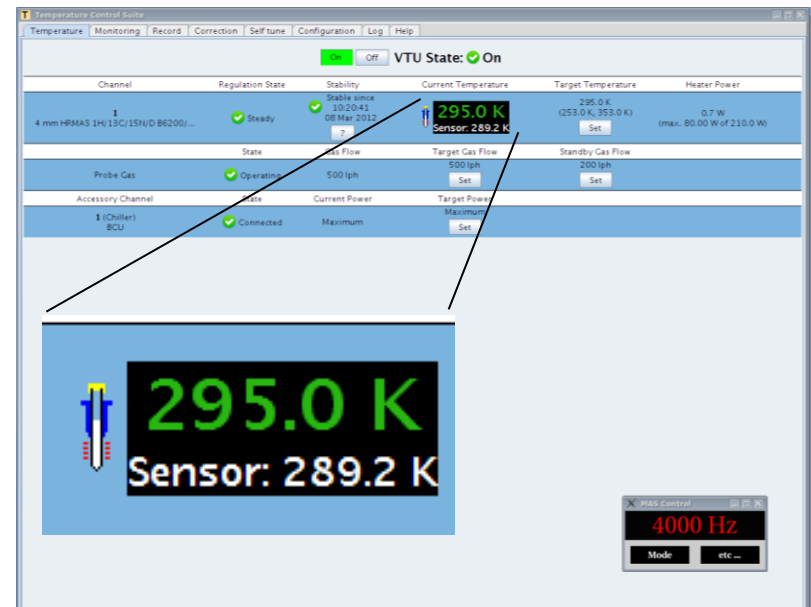 T Temperature Control Suite
Temperature Monitoring Record Correction Self tune Configuration Log Help
On Off VTU State: On
Channel Regulation State Stability Current Temperature Target Temperature Heater Power
1
4 mm HRMAS 1H/13C/15N/D B6200/...
Steady
Stable since
10:20:41
08 Mar 2012
?
295.0 K
Sensor: 289.2 K
295.0 K
(253.0 K, 353.0 K)
Set
0.7 W
(max. 80.00 W of 210.0 W)
State Gas Flow Target Gas Flow Standby Gas Flow
Probe Gas
Operating
500 lph
500 lph
Set
200 lph
Set
Accessory Channel State Current Power Target Power
1 (Chiller)
BCU
Connected
Maximum
Maximum
Set
295.0 K
Sensor: 289.2 K
X MAS Control
4000 Hz
Mode etc ...